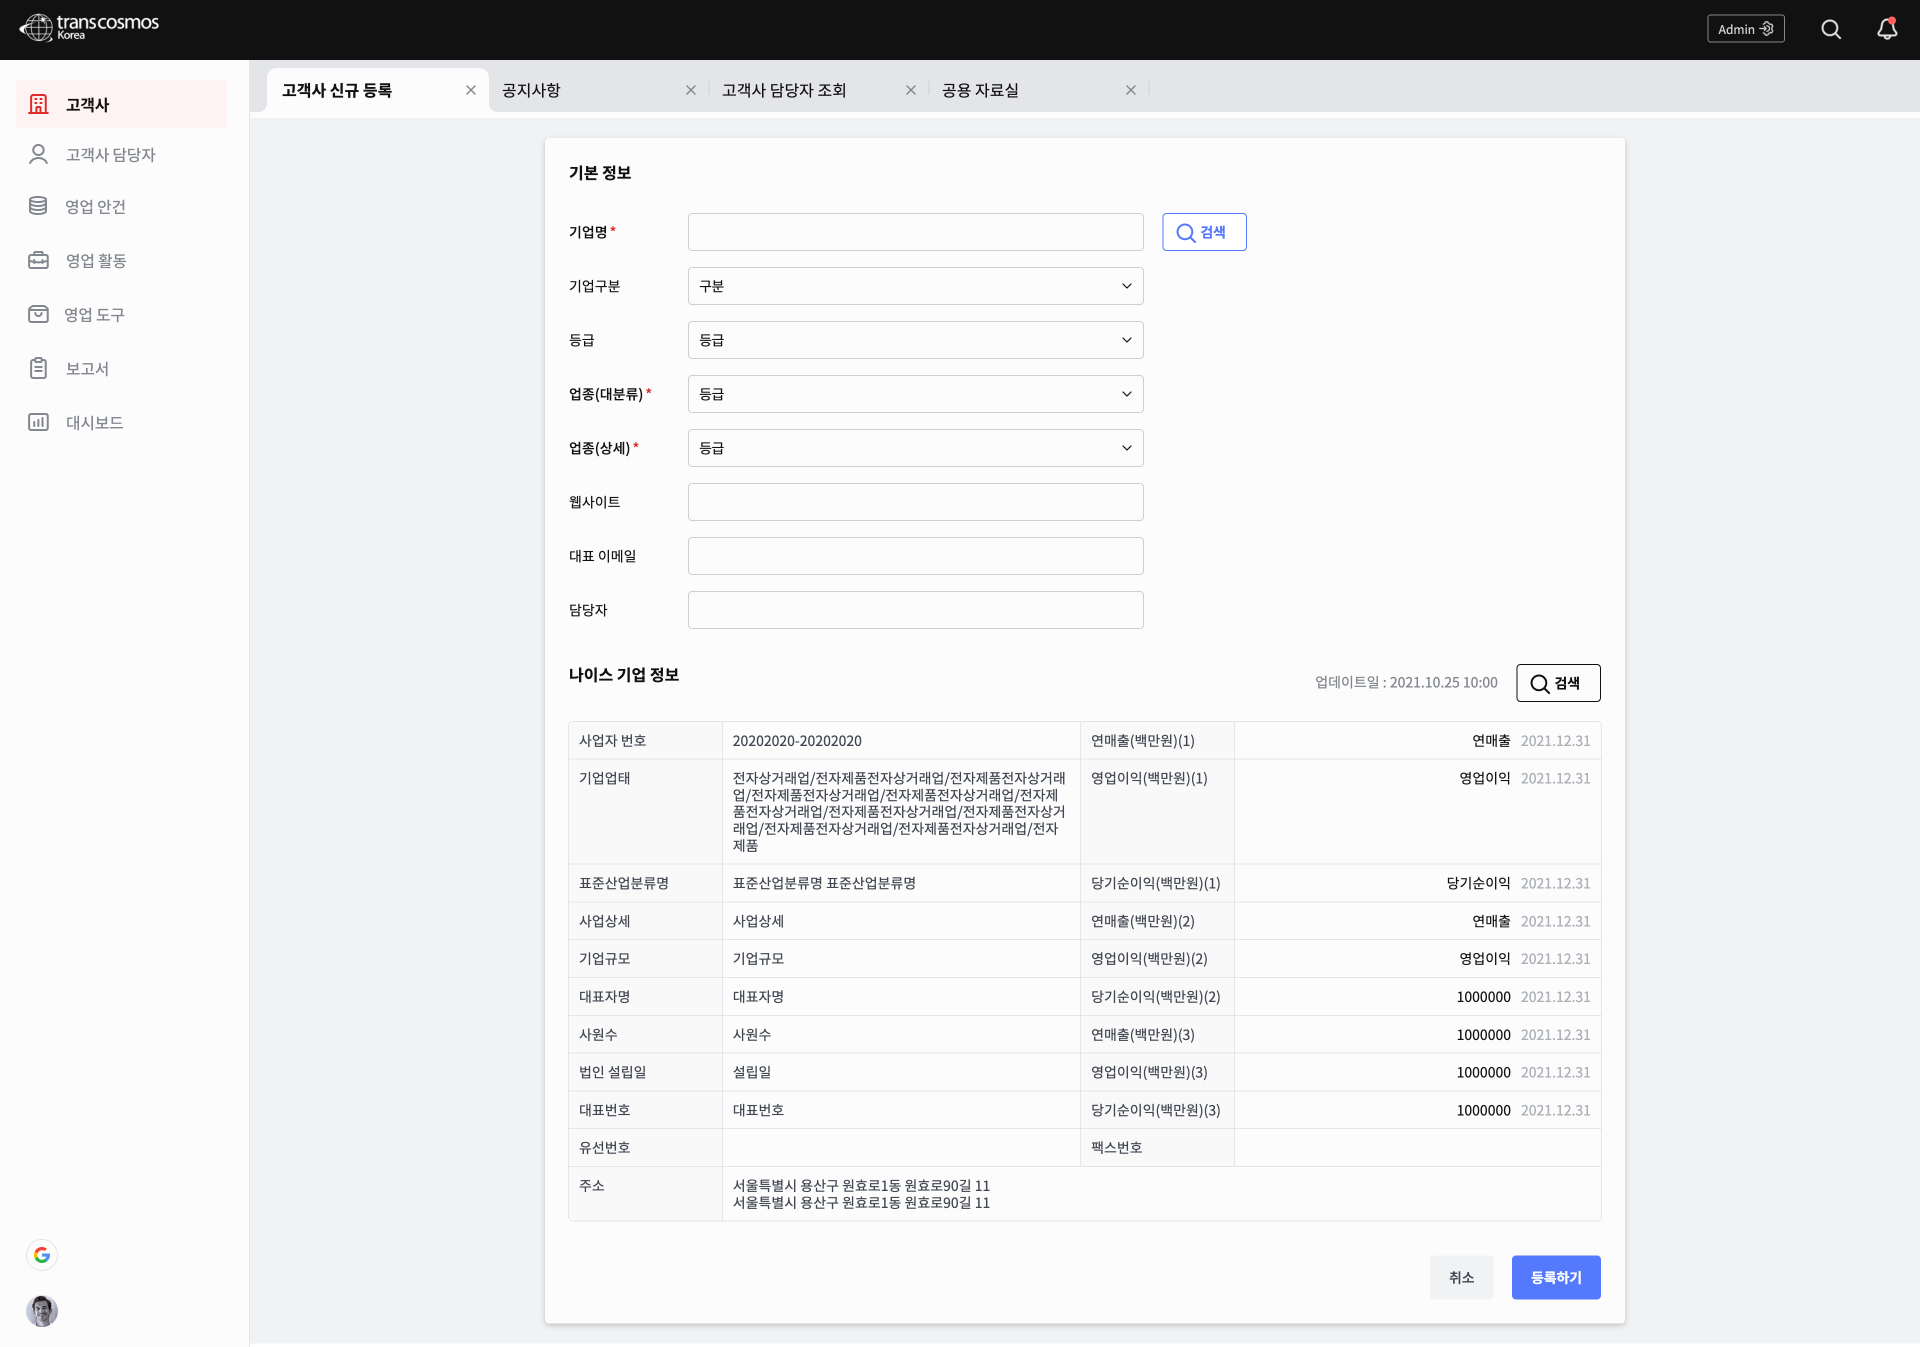 transcosmos
Korea
Admin
고객사
고객사 담당자
영업 안건
영업 활동
영업 도구
보고서
대시보드
고객사 신규 등록
공지사항
고객사 담당자 조회
공용 자료실
기본 정보
기업명*
검색
기업구분
구분
등급
등급
업종(대분류)*
등급
업종(상세)*
등급
웹사이트
대표 이메일
담당자
나이스 기업 정보
업데이트일 : 2021.10.25 10:00
검색
사업자 번호 20202020-20202020 연매출(백만원)(1) 연매출 2021.12.31
기업업태
전자상거래업/전자제품전자상거래업/전자제품전자상거래
업/전자제품전자상거래업/전자제품전자상거래업/전자제
품전자상거래업/전자제품전자상거래업/전자제품전자상거
래업/전자제품전자상거래업/전자제품전자상거래업/전자
제품
영업이익(백만원)(1) 영업이익 2021.12.31
표준산업분류명 표준산업분류명 표준산업분류명 당기순이익(백만원)(1) 당기순이익 2021.12.31
사업상세 사업상세 연매출(백만원)(2) 연매출 2021.12.31
기업규모 기업규모 영업이익(백만원)(2) 영업이익 2021.12.31
대표자명 대표자명 당기순이익(백만원)(2) 1000000 2021.12.31
사원수 사원수 연매출(백만원)(3) 1000000 2021.12.31
법인 설립일 설립일 영업이익(백만원)(3) 1000000 2021.12.31
대표번호 대표번호 당기순이익(백만원)(3) 1000000 2021.12.31
유선번호 팩스번호
주소
서울특별시 용산구 원효로1동 원효로90길 11
서울특별시 용산구 원효로1동 원효로90길 11
취소
등록하기